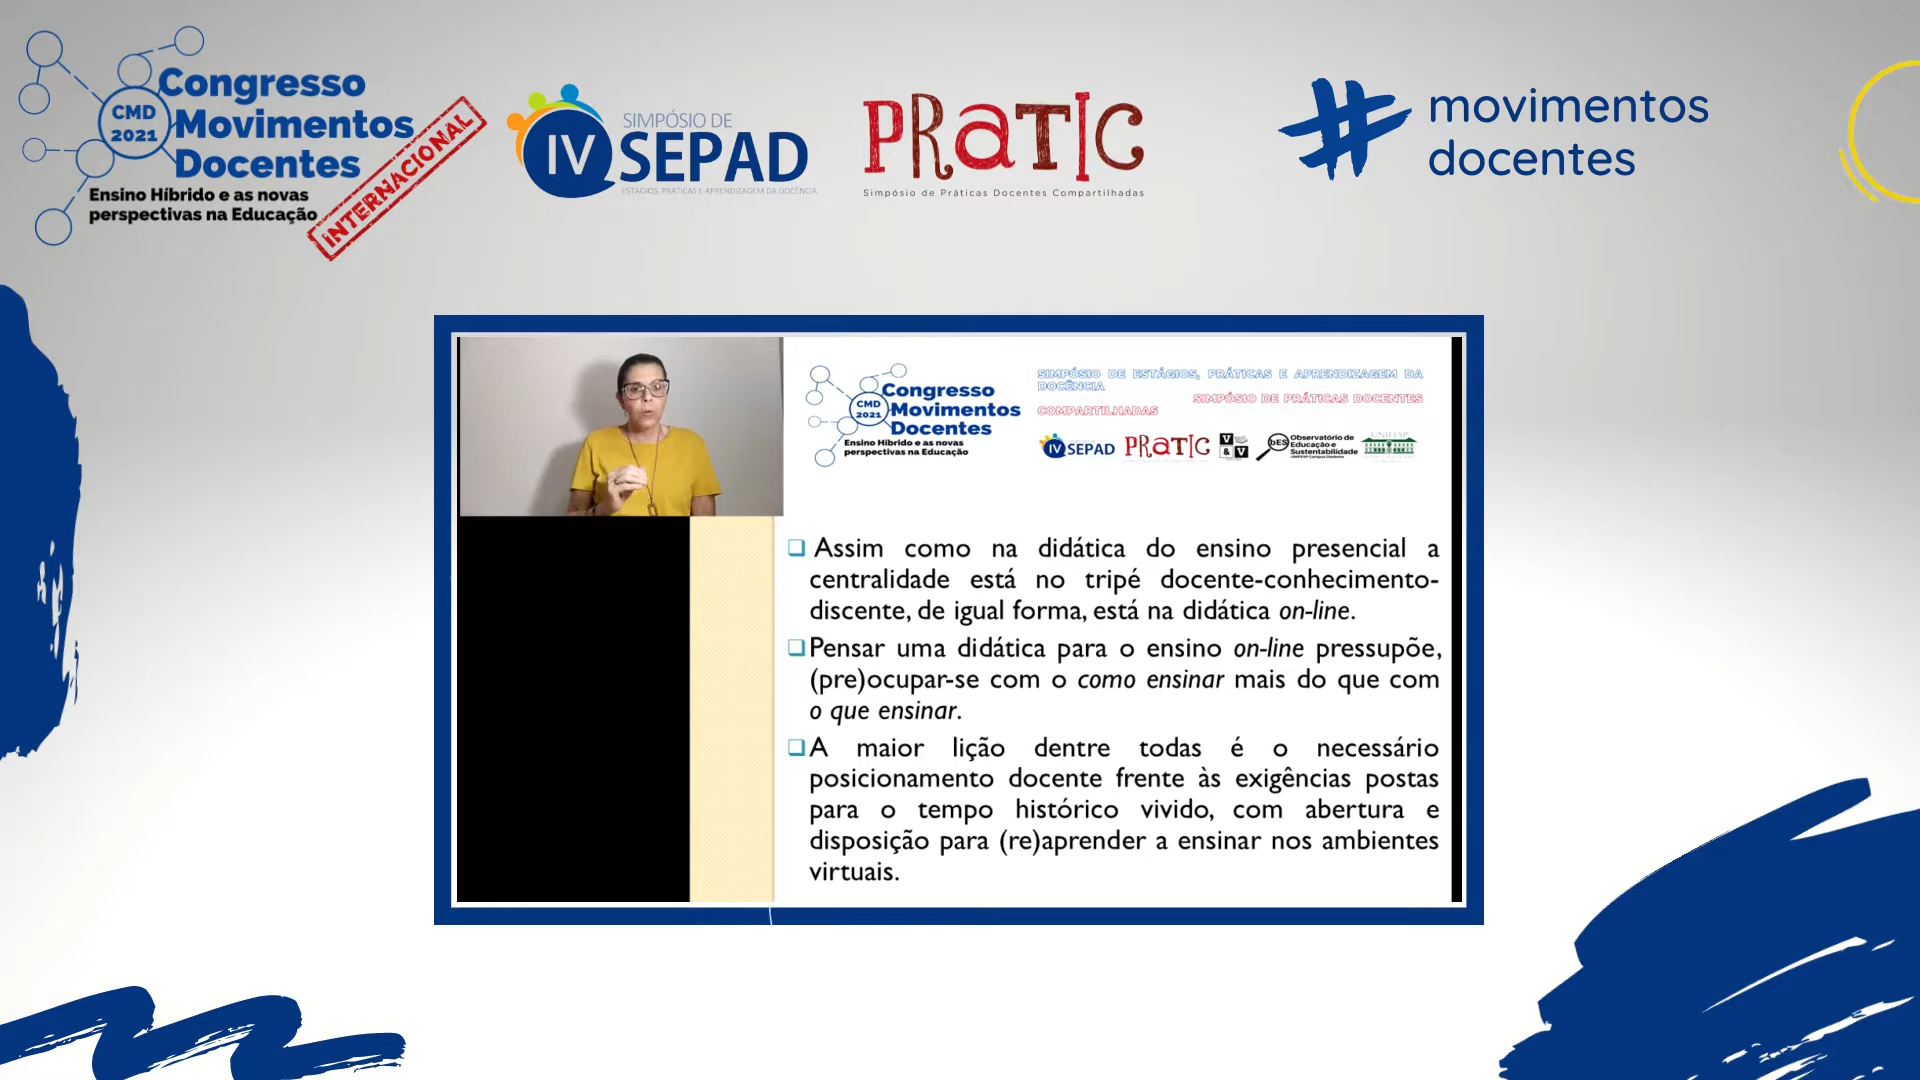 CMD
2021
Congresso
Movimentos
Docentes
Ensino Híbrido e as novas
perspectivas na Educação
INTERNACIONAL
IV
SIMPÓSIO DE
SEPAD
ESTÁGIOS, PRÁTICAS E APRENDIZAGEM DA DOCÊNCIA
PRATIC
Simpósio de Práticas Docentes Compartilhadas
# movimentos
docentes
CMD
2021
Congresso
Movimentos
Docentes
Ensino Híbrido e as novas
perspectivas na Educação
SIMPÓSIO DE ESTÁGIOS, PRÁTICAS E APRENDIZAGEM DA
DOCÊNCIA
SIMPÓSIO DE PRÁTICAS DOCENTES
COMPARTILHADAS
IV SEPAD
PRATIC
V
& V
bES
Observatório de
Educação e
Sustentabilidade
UNIFESP Campus Diadema
UNIFESP
❑ Assim como na didática do ensino presencial a
centralidade está no tripé docente-conhecimento-
discente, de igual forma, está na didática on-line.
❑Pensar uma didática para o ensino on-line pressupõe,
(pre)ocupar-se com o como ensinar mais do que com
o que ensinar.
❑A maior lição dentre todas é o necessário
posicionamento docente frente às exigências postas
para o tempo histórico vivido, com abertura e
disposição para (re)aprender a ensinar nos ambientes
virtuais.